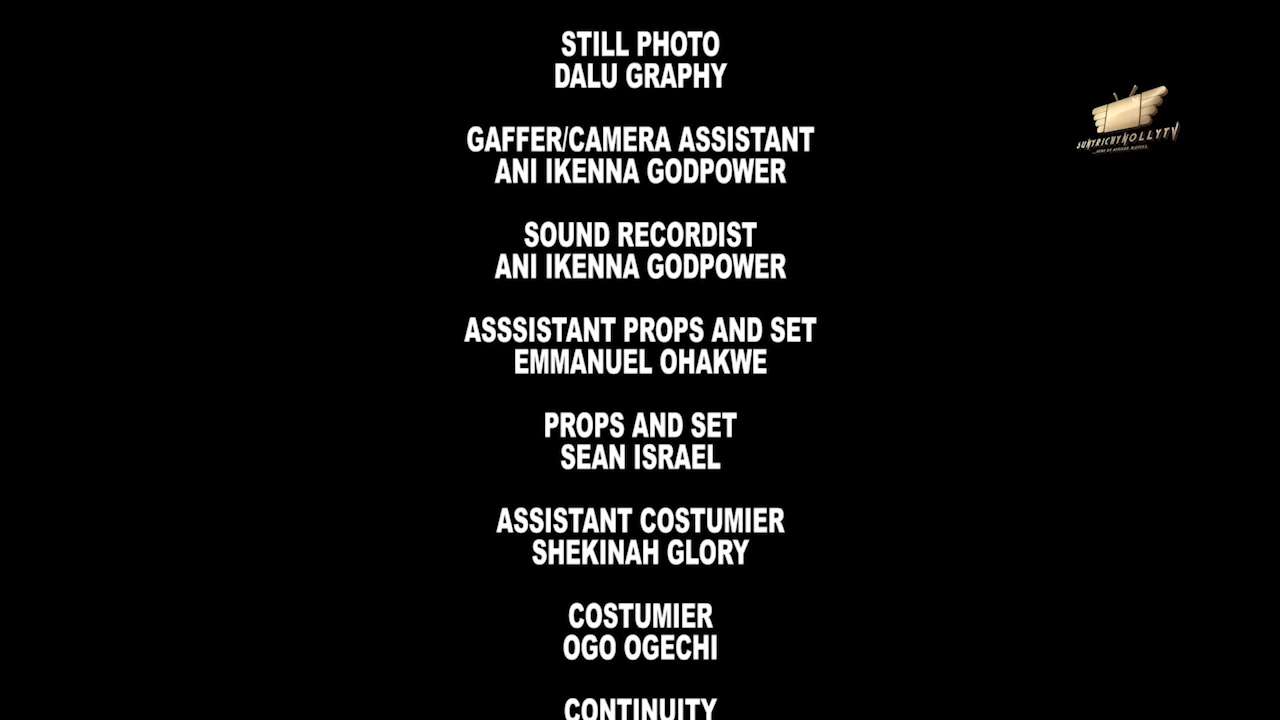 STILL PHOTO
DALU GRAPHY
GAFFER/CAMERA ASSISTANT
ANI IKENNA GODPOWER
SOUND RECORDIST
ANI IKENNA GODPOWER
ASSSISTANT PROPS AND SET
EMMANUEL OHAKWE
PROPS AND SET
SEAN ISRAEL
ASSISTANT COSTUMIER
SHEKINAH GLORY
COSTUMIER
OGO OGECHI
CONTINUITY
SUNTRICHYNOLLYTV